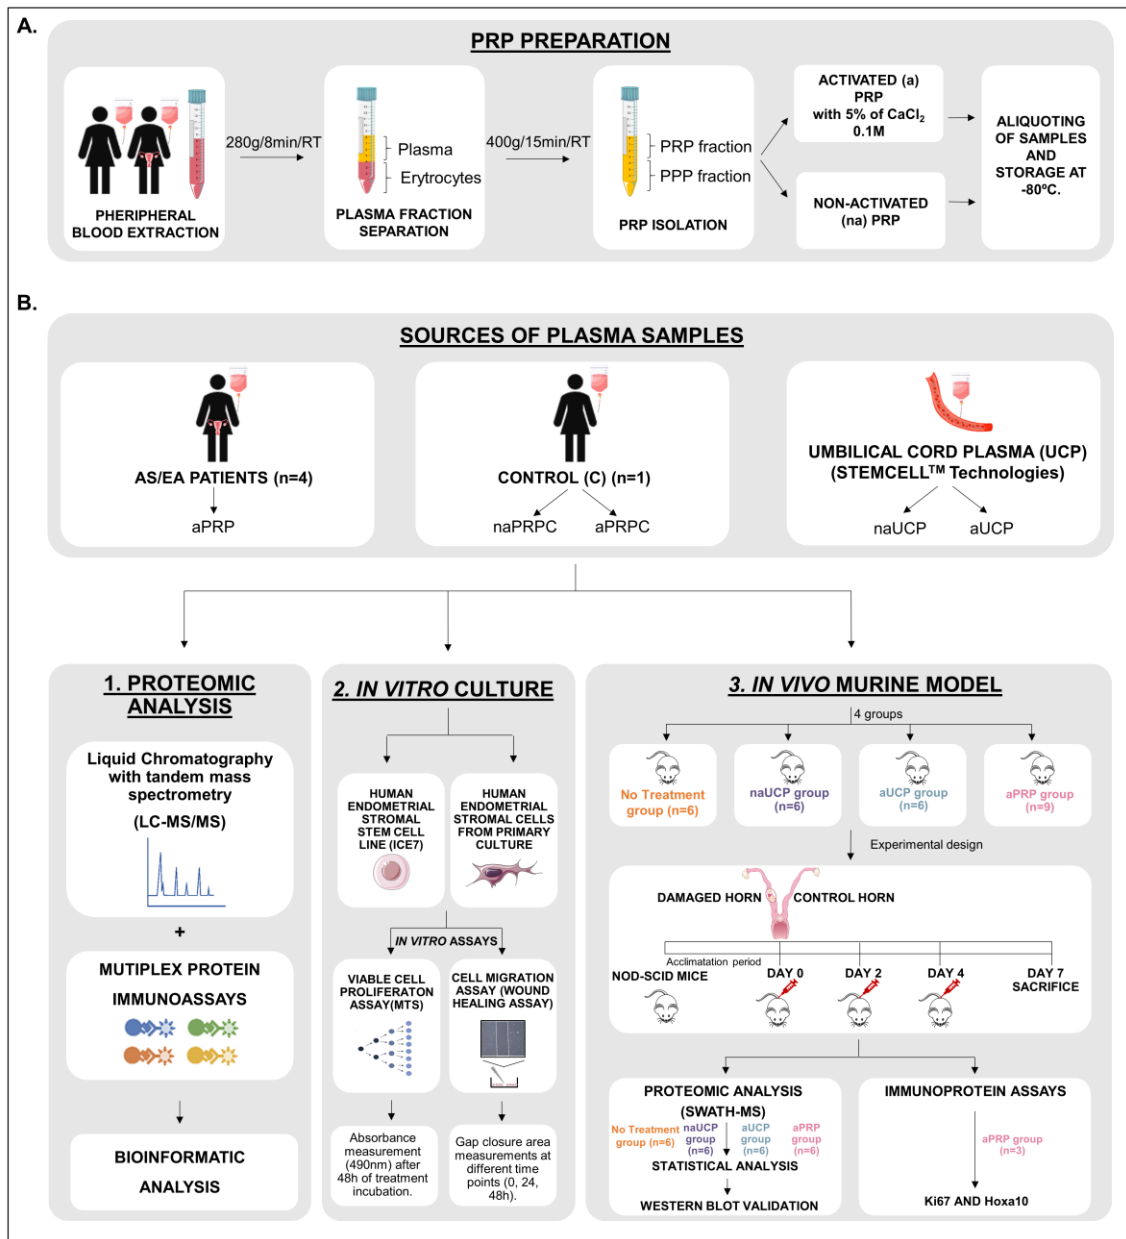 A.
PRP PREPARATION
280g/8min/RT
Plasma
Erytrocytes
400g/15min/RT
PRP fraction
PPP fraction
PHERIPHERAL
BLOOD EXTRACTION
PLASMA FRACTION
SEPARATION
PRP ISOLATION
ACTIVATED (a)
PRP
with 5% of CaCl₂
0.1M
NON-ACTIVATED
(na) PRP
ALIQUOTING
OF SAMPLES
AND
STORAGE AT
-80ºC.
B.
SOURCES OF PLASMA SAMPLES
AS/EA PATIENTS (n=4)
aPRP
CONTROL (C) (n=1)
naPRPC
aPRPC
UMBILICAL CORD PLASMA (UCP)
(STEMCELL™ Technologies)
naUCP
aUCP
1. PROTEOMIC
ANALYSIS
Liquid Chromatography
with tandem mass
spectrometry
(LC-MS/MS)
+
MUTIPLEX PROTEIN
IMMUNOASSAYS
BIOINFORMATIC
ANALYSIS
2. IN VITRO CULTURE
HUMAN
ENDOMETRIAL
STROMAL
STEM CELL
LINE (ICE7)
HUMAN
ENDOMETRIAL
STROMAL CELLS
FROM PRIMARY
CULTURE
IN VITRO ASSAYS
VIABLE CELL
PROLIFERATON
ASSAY(MTS)
CELL MIGRATION
ASSAY (WOUND
HEALING ASSAY)
Absorbance
measurement
(490nm) after
48h of treatment
incubation.
Gap closure area
measurements at
different time
points (0, 24,
48h).
3. IN VIVO MURINE MODEL
4 groups
No Treatment
group (n=6)
naUCP group
(n=6)
aUCP group
(n=6)
aPRP group
(n=9)
Experimental design
DAMAGED HORN
CONTROL HORN
Acclimatation period
NOD-SCID MICE
DAY 0
DAY 2
DAY 4
DAY 7
SACRIFICE
PROTEOMIC ANALYSIS
(SWATH-MS)
No Treatment
group (n=6)
naUCP
group
(n=6)
aUCP
group
(n=6)
aPRP
group
(n=6)
STATISTICAL ANALYSIS
WESTERN BLOT VALIDATION
IMMUNOPROTEIN ASSAYS
aPRP group
(n=3)
Ki67 AND Hoxa10